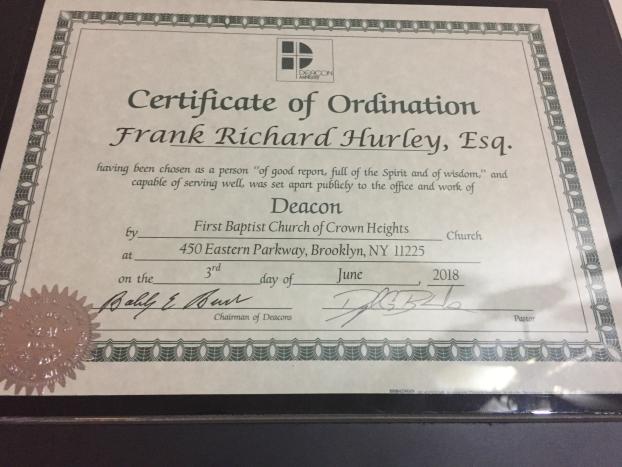 DEACON
MINISTRY
Certificate of Ordination
Frank Richard Hurley, Esq.
having been chosen as a person "of good report, full of the Spirit and of wisdom," and
capable of serving well, was set apart publicly to the office and work of
Deacon
by First Baptist Church of Crown Heights Church
at 450 Eastern Parkway, Brooklyn, NY 11225
on the 3rd day of June, 2018
Chairman of Deacons Pastor